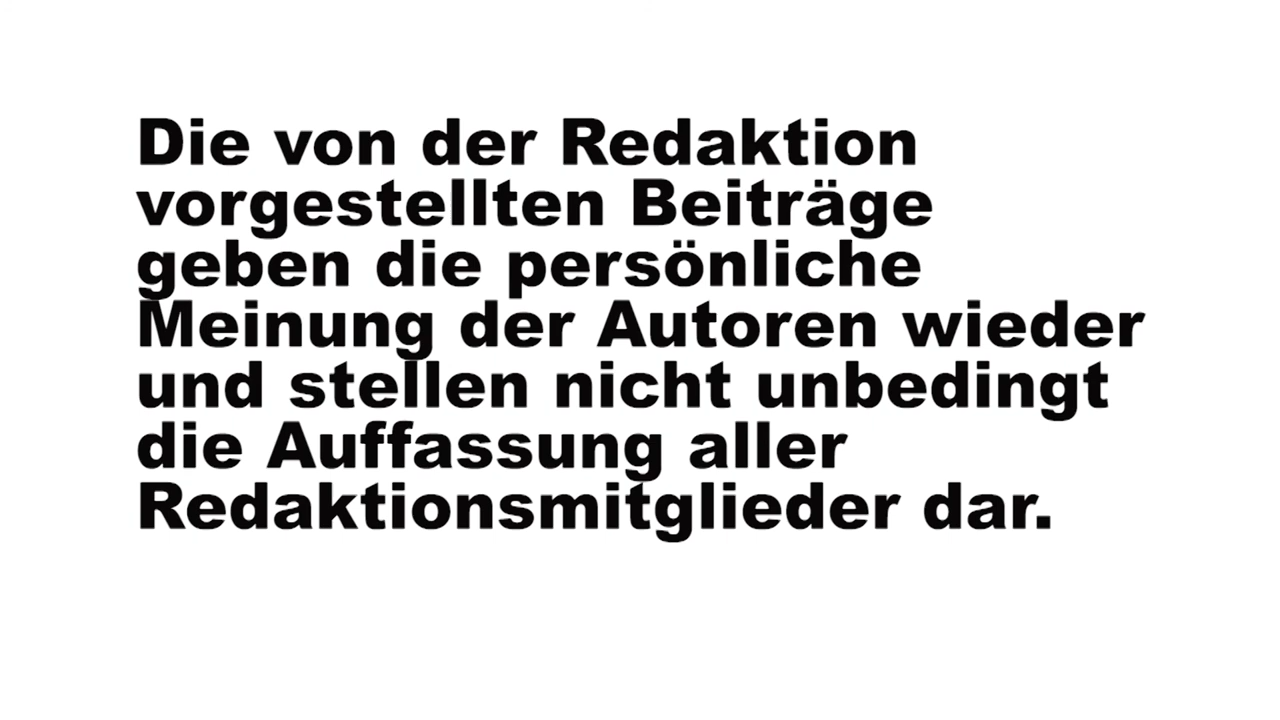 Die von der Redaktion
vorgestellten Beiträge
geben die persönliche
Meinung der Autoren wieder
und stellen nicht unbedingt
die Auffassung aller
Redaktionsmitglieder dar.